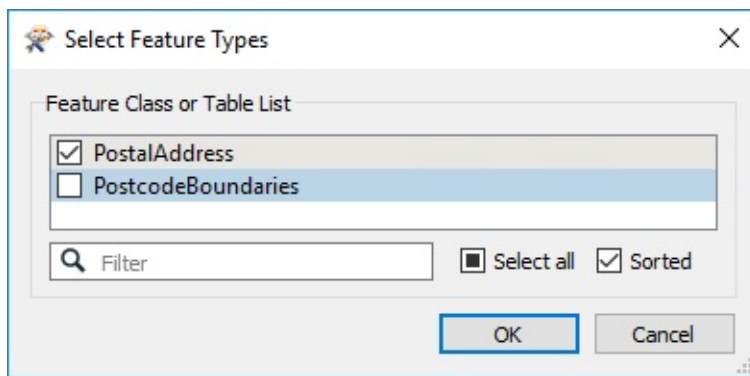 Select Feature Types
Feature Class or Table List
PostalAddress
PostcodeBoundaries
Filter
Select all
Sorted
OK
Cancel